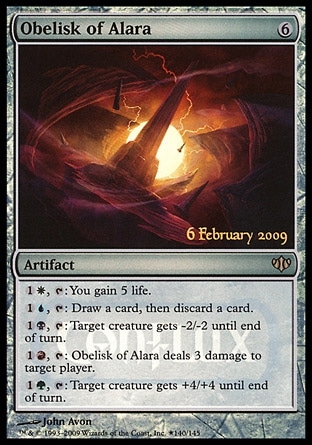 Obelisk of Alara 6
6 February 2009
Artifact
1, : You gain 5 life.
1, : Draw a card, then discard a card.
1, : Target creature gets -2/-2 until end
of turn.
1, : Obelisk of Alara deals 3 damage to
target player.
1, : Target creature gets +4/+4 until end
of turn.
CONFLUX
John Avon
™ & © 1993-2009 Wizards of the Coast, Inc. ★140/145